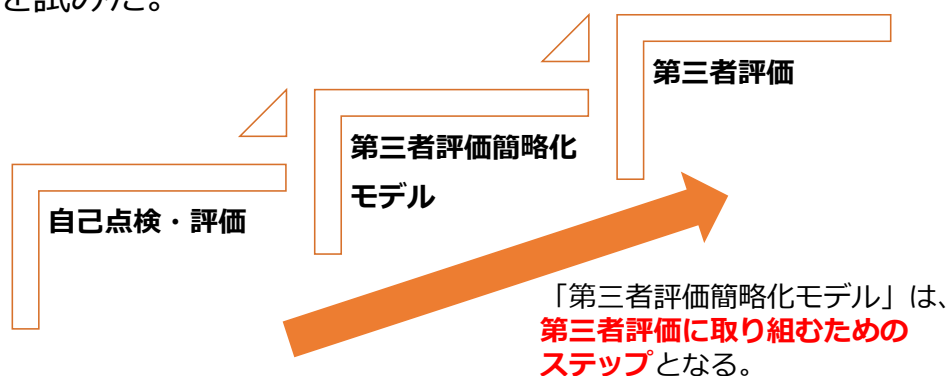 を試みた。
第三者評価
第三者評価簡略化
モデル
自己点検・評価
「第三者評価簡略化モデル」は、
第三者評価に取り組むための
ステップとなる。